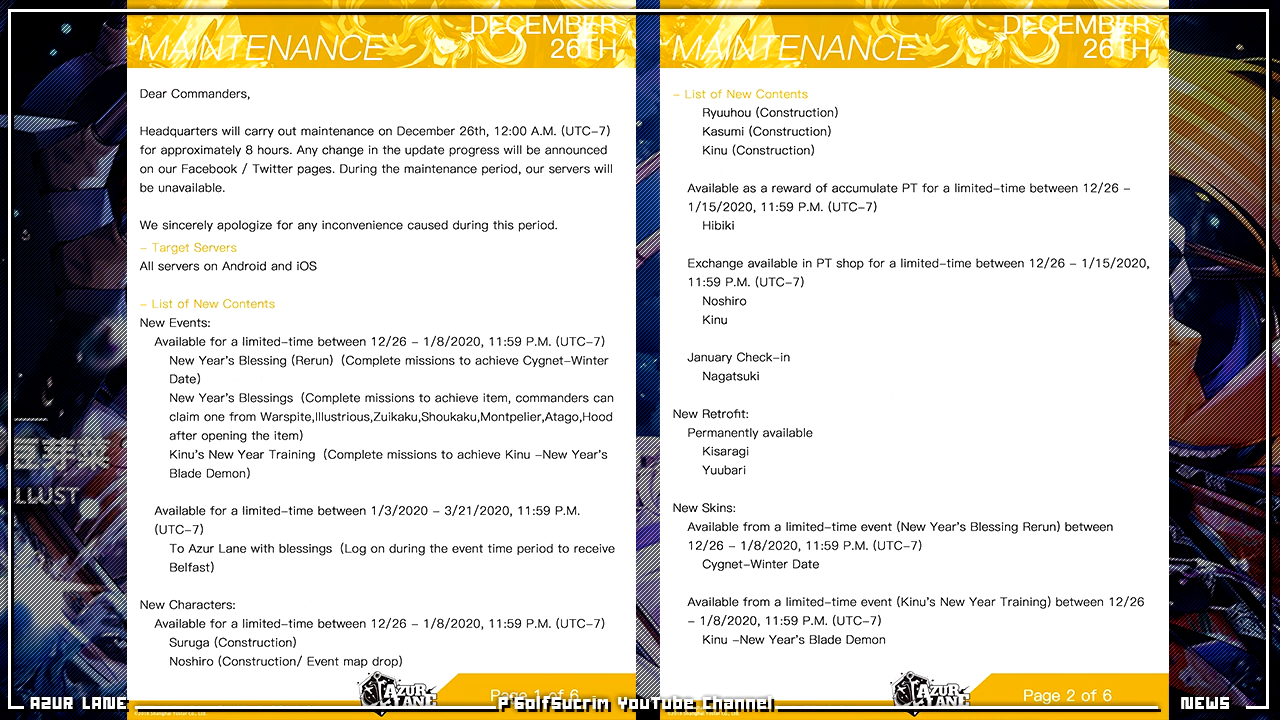 MAINTENANCE
DECEMBER
26TH
Dear Commanders,
Headquarters will carry out maintenance on December 26th, 12:00 A.M. (UTC-7)
for approximately 8 hours. Any change in the update progress will be announced
on our Facebook / Twitter pages. During the maintenance period, our servers will
be unavailable.
We sincerely apologize for any inconvenience caused during this period.
- Target Servers
All servers on Android and iOS
- List of New Contents
New Events:
Available for a limited-time between 12/26 - 1/8/2020, 11:59 P.M. (UTC-7)
New Year's Blessing (Rerun) (Complete missions to achieve Cygnet-Winter
Date)
New Year's Blessings (Complete missions to achieve item, commanders can
claim one from Warspite,Illustrious,Zuikaku,Shoukaku,Montpelier,Atago,Hood
after opening the item)
Kinu's New Year Training (Complete missions to achieve Kinu -New Year's
Blade Demon)
Available for a limited-time between 1/3/2020 - 3/21/2020, 11:59 P.M.
(UTC-7)
To Azur Lane with blessings (Log on during the event time period to receive
Belfast)
New Characters:
Available for a limited-time between 12/26 - 1/8/2020, 11:59 P.M. (UTC-7)
Suruga (Construction)
Noshiro (Construction/ Event map drop)
AZUR LANE
Page 1 of 6
MAINTENANCE
DECEMBER
26TH
- List of New Contents
Ryuuhou (Construction)
Kasumi (Construction)
Kinu (Construction)
Available as a reward of accumulate PT for a limited-time between 12/26 -
1/15/2020, 11:59 P.M. (UTC-7)
Hibiki
Exchange available in PT shop for a limited-time between 12/26 - 1/15/2020,
11:59 P.M. (UTC-7)
Noshiro
Kinu
January Check-in
Nagatsuki
New Retrofit:
Permanently available
Kisaragi
Yuubari
New Skins:
Available from a limited-time event (New Year's Blessing Rerun) between
12/26 - 1/8/2020, 11:59 P.M. (UTC-7)
Cygnet-Winter Date
Available from a limited-time event (Kinu's New Year Training) between 12/26
- 1/8/2020, 11:59 P.M. (UTC-7)
Kinu -New Year's Blade Demon
AZUR LANE
Page 2 of 6
LLUST
AZUR LANE
P'SolfSucrim YouTube Channel
NEWS